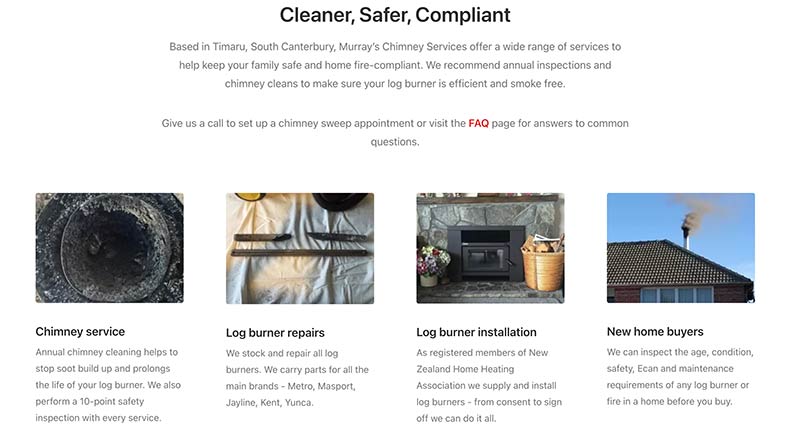 Cleaner, Safer, Compliant
Based in Timaru, South Canterbury, Murray's Chimney Services offer a wide range of services to
help keep your family safe and home fire-compliant. We recommend annual inspections and
chimney cleans to make sure your log burner is efficient and smoke free.
Give us a call to set up a chimney sweep appointment or visit the FAQ page for answers to common
questions.
Chimney service
Annual chimney cleaning helps to
stop soot build up and prolongs
the life of your log burner. We also
perform a 10-point safety
inspection with every service.
Log burner repairs
We stock and repair all log
burners. We carry parts for all the
main brands - Metro, Masport,
Jayline, Kent, Yunca.
Log burner installation
As registered members of New
Zealand Home Heating
Association we supply and install
log burners - from consent to sign
off we can do it all.
New home buyers
We can inspect the age, condition,
safety, Ecan and maintenance
requirements of any log burner or
fire in a home before you buy.